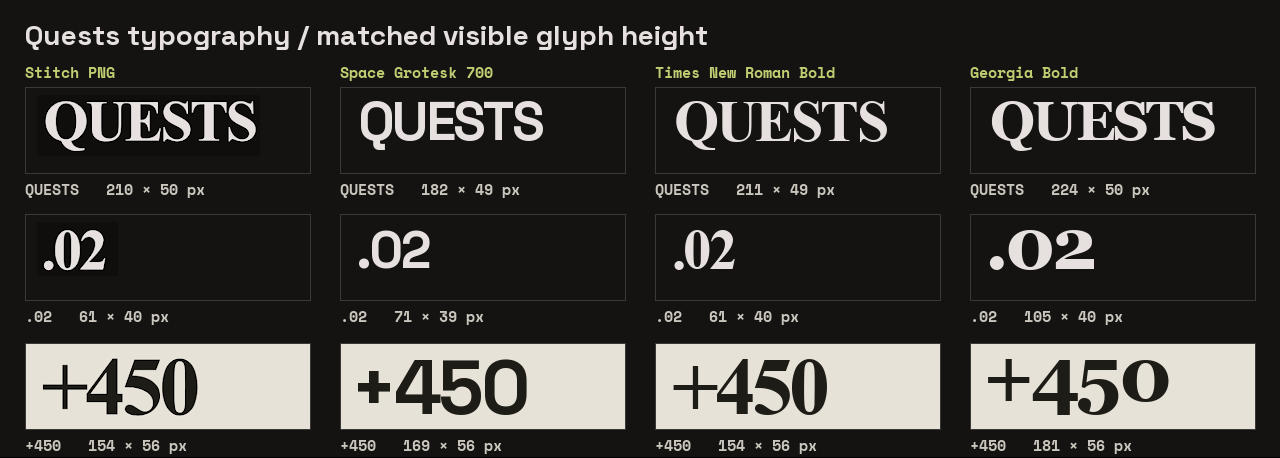 Quests typography / matched visible glyph height
Stitch PNG Space Grotesk 700 Times New Roman Bold Georgia Bold
QUESTS QUESTS QUESTS QUESTS
QUESTS 210 × 50 px QUESTS 182 × 49 px QUESTS 211 × 49 px QUESTS 224 × 50 px
.02 .02 .02 .02
.02 61 × 40 px .02 71 × 39 px .02 61 × 40 px .02 105 × 40 px
+450 +450 +450 +450
+450 154 × 56 px +450 169 × 56 px +450 154 × 56 px +450 181 × 56 px